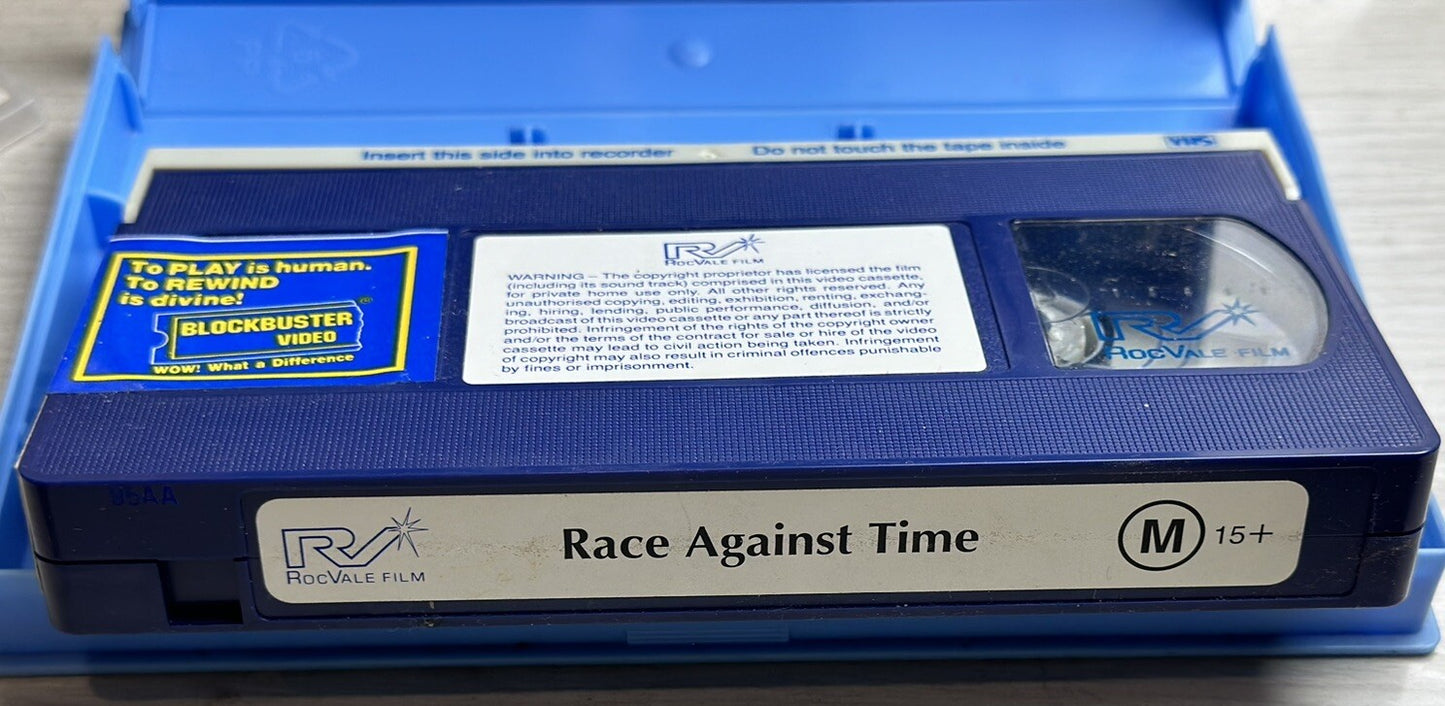 Insert this side into recorder Do not touch the tape inside VHS
To PLAY is human.
To REWIND
is divine!
BLOCKBUSTER®
VIDEO
WOW! What a Difference
RV
ROCVALE FILM
WARNING – The copyright proprietor has licensed the film
(including its sound track) comprised in this video cassette,
for private home use only. All other rights reserved. Any
unauthorised copying, editing, exhibition, renting, exchang-
ing, hiring, lending, public performance, diffusion, and/or
broadcast of this video cassette or any part thereof is strictly
prohibited. Infringement of the rights of the copyright owner
and/or the terms of the contract for sale or hire of the video
cassette may lead to civil action being taken. Infringement
of copyright may also result in criminal offences punishable
by fines or imprisonment.
RV
ROCVALE FILM
96AA
RV
ROCVALE FILM
Race Against Time
M 15+